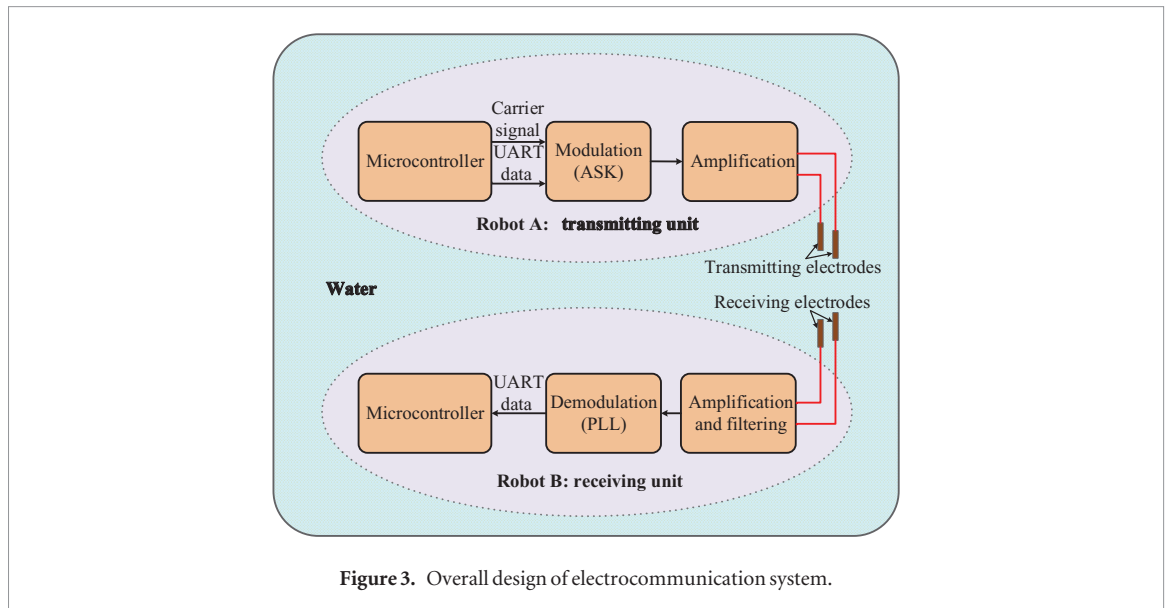 Carrier
signal
UART
data
Microcontroller
Modulation
(ASK)
Amplification
Robot A: transmitting unit
Transmitting electrodes
Water
Receiving electrodes
UART
data
Microcontroller
Demodulation
(PLL)
Amplification
and filtering
Robot B: receiving unit
Figure 3. Overall design of electrocommunication system.